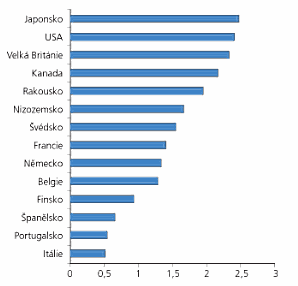 Japonsko
USA
Velká Británie
Kanada
Rakousko
Nizozemsko
Švédsko
Francie
Německo
Belgie
Finsko
Španělsko
Portugalsko
Itálie
0 0,5 1 1,5 2 2,5 3